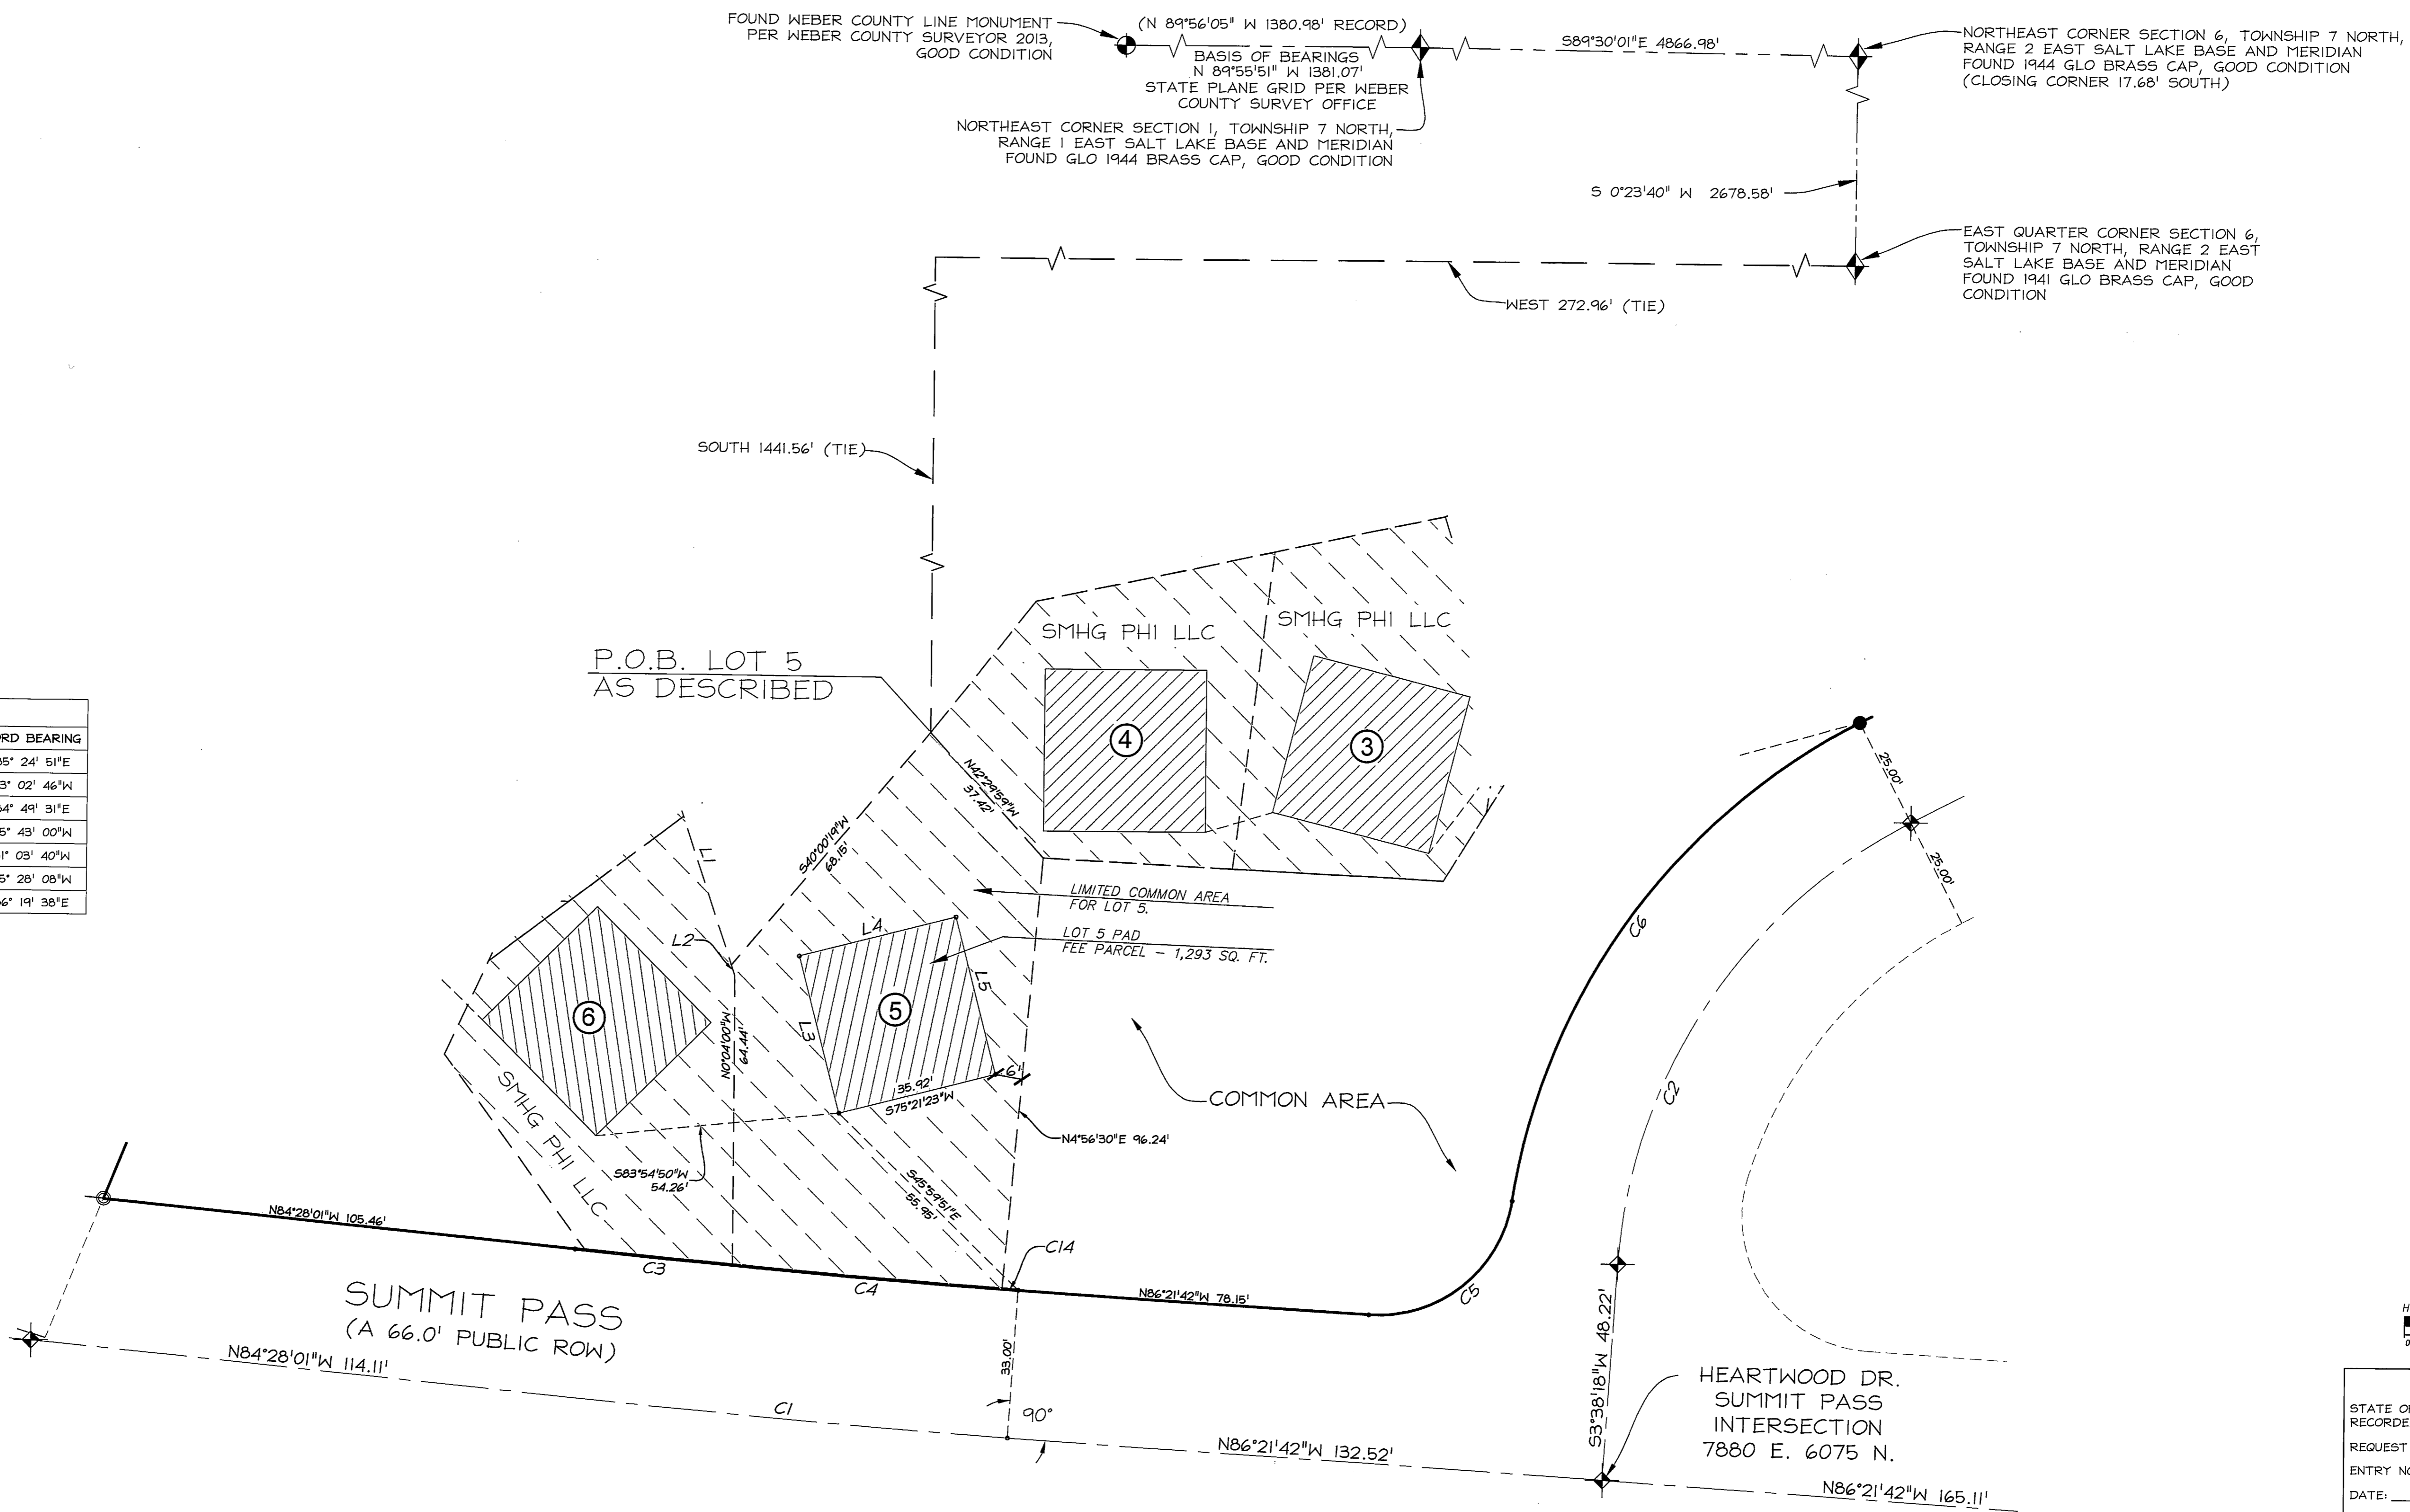 FOUND WEBER COUNTY LINE MONUMENT
PER WEBER COUNTY SURVEYOR 2013,
GOOD CONDITION
(N 89°56'05" W 1380.98' RECORD)
BASIS OF BEARINGS
N 89°55'51" W 1381.07'
STATE PLANE GRID PER WEBER
COUNTY SURVEY OFFICE
S89°30'01"E 4866.98'
NORTHEAST CORNER SECTION 6, TOWNSHIP 7 NORTH,
RANGE 2 EAST SALT LAKE BASE AND MERIDIAN
FOUND 1944 GLO BRASS CAP, GOOD CONDITION
(CLOSING CORNER 17.68' SOUTH)
NORTHEAST CORNER SECTION 1, TOWNSHIP 7 NORTH,
RANGE 1 EAST SALT LAKE BASE AND MERIDIAN
FOUND GLO 1944 BRASS CAP, GOOD CONDITION
S 0°23'40" W 2678.58'
EAST QUARTER CORNER SECTION 6,
TOWNSHIP 7 NORTH, RANGE 2 EAST
SALT LAKE BASE AND MERIDIAN
FOUND 1941 GLO BRASS CAP, GOOD
CONDITION
WEST 272.96' (TIE)
SOUTH 1441.56' (TIE)
SMHG PHI LLC
SMHG PHI LLC
P.O.B. LOT 5
AS DESCRIBED
RD BEARING
5° 24' 51"E
3° 02' 46"W
4° 49' 31"E
5° 43' 00"W
1° 03' 40"W
5° 28' 08"W
6° 19' 38"E
4
3
N42°29'59"W
37.42'
S40°00'19"W
68.15'
25.00'
25.00'
L1
LIMITED COMMON AREA
FOR LOT 5.
LOT 5 PAD
FEE PARCEL - 1,293 SQ. FT.
L2
L4
L5
L3
5
6
C6
C2
N0°04'00"W
64.44'
35.92'
S75°21'23"W
6'
COMMON AREA
N4°56'30"E 96.24'
S83°54'50"W
54.26'
S45°59'51"E
55.95'
SMHG PHI LLC
N84°28'01"W 105.46'
C3
C4
C14
N86°21'42"W 78.15'
C5
SUMMIT PASS
(A 66.0' PUBLIC ROW)
N84°28'01"W 114.11'
C1
33.00'
90°
N86°21'42"W 132.52'
S3°38'18"W 48.22'
HEARTWOOD DR.
SUMMIT PASS
INTERSECTION
7880 E. 6075 N.
N86°21'42"W 165.11'
STATE O
RECORDE
REQUEST
ENTRY N
DATE: